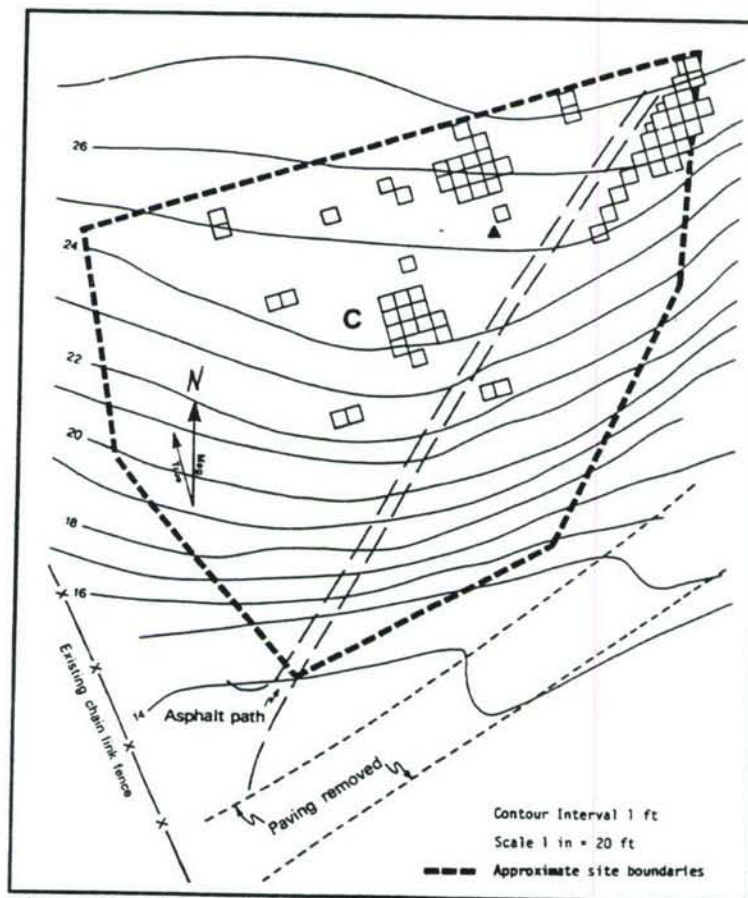 26
24
C
22
N
True
Mag
20
18
16
14
Existing chain link fence
Asphalt path
Paving removed
Contour Interval 1 ft
Scale 1 in = 20 ft
Approximate site boundaries